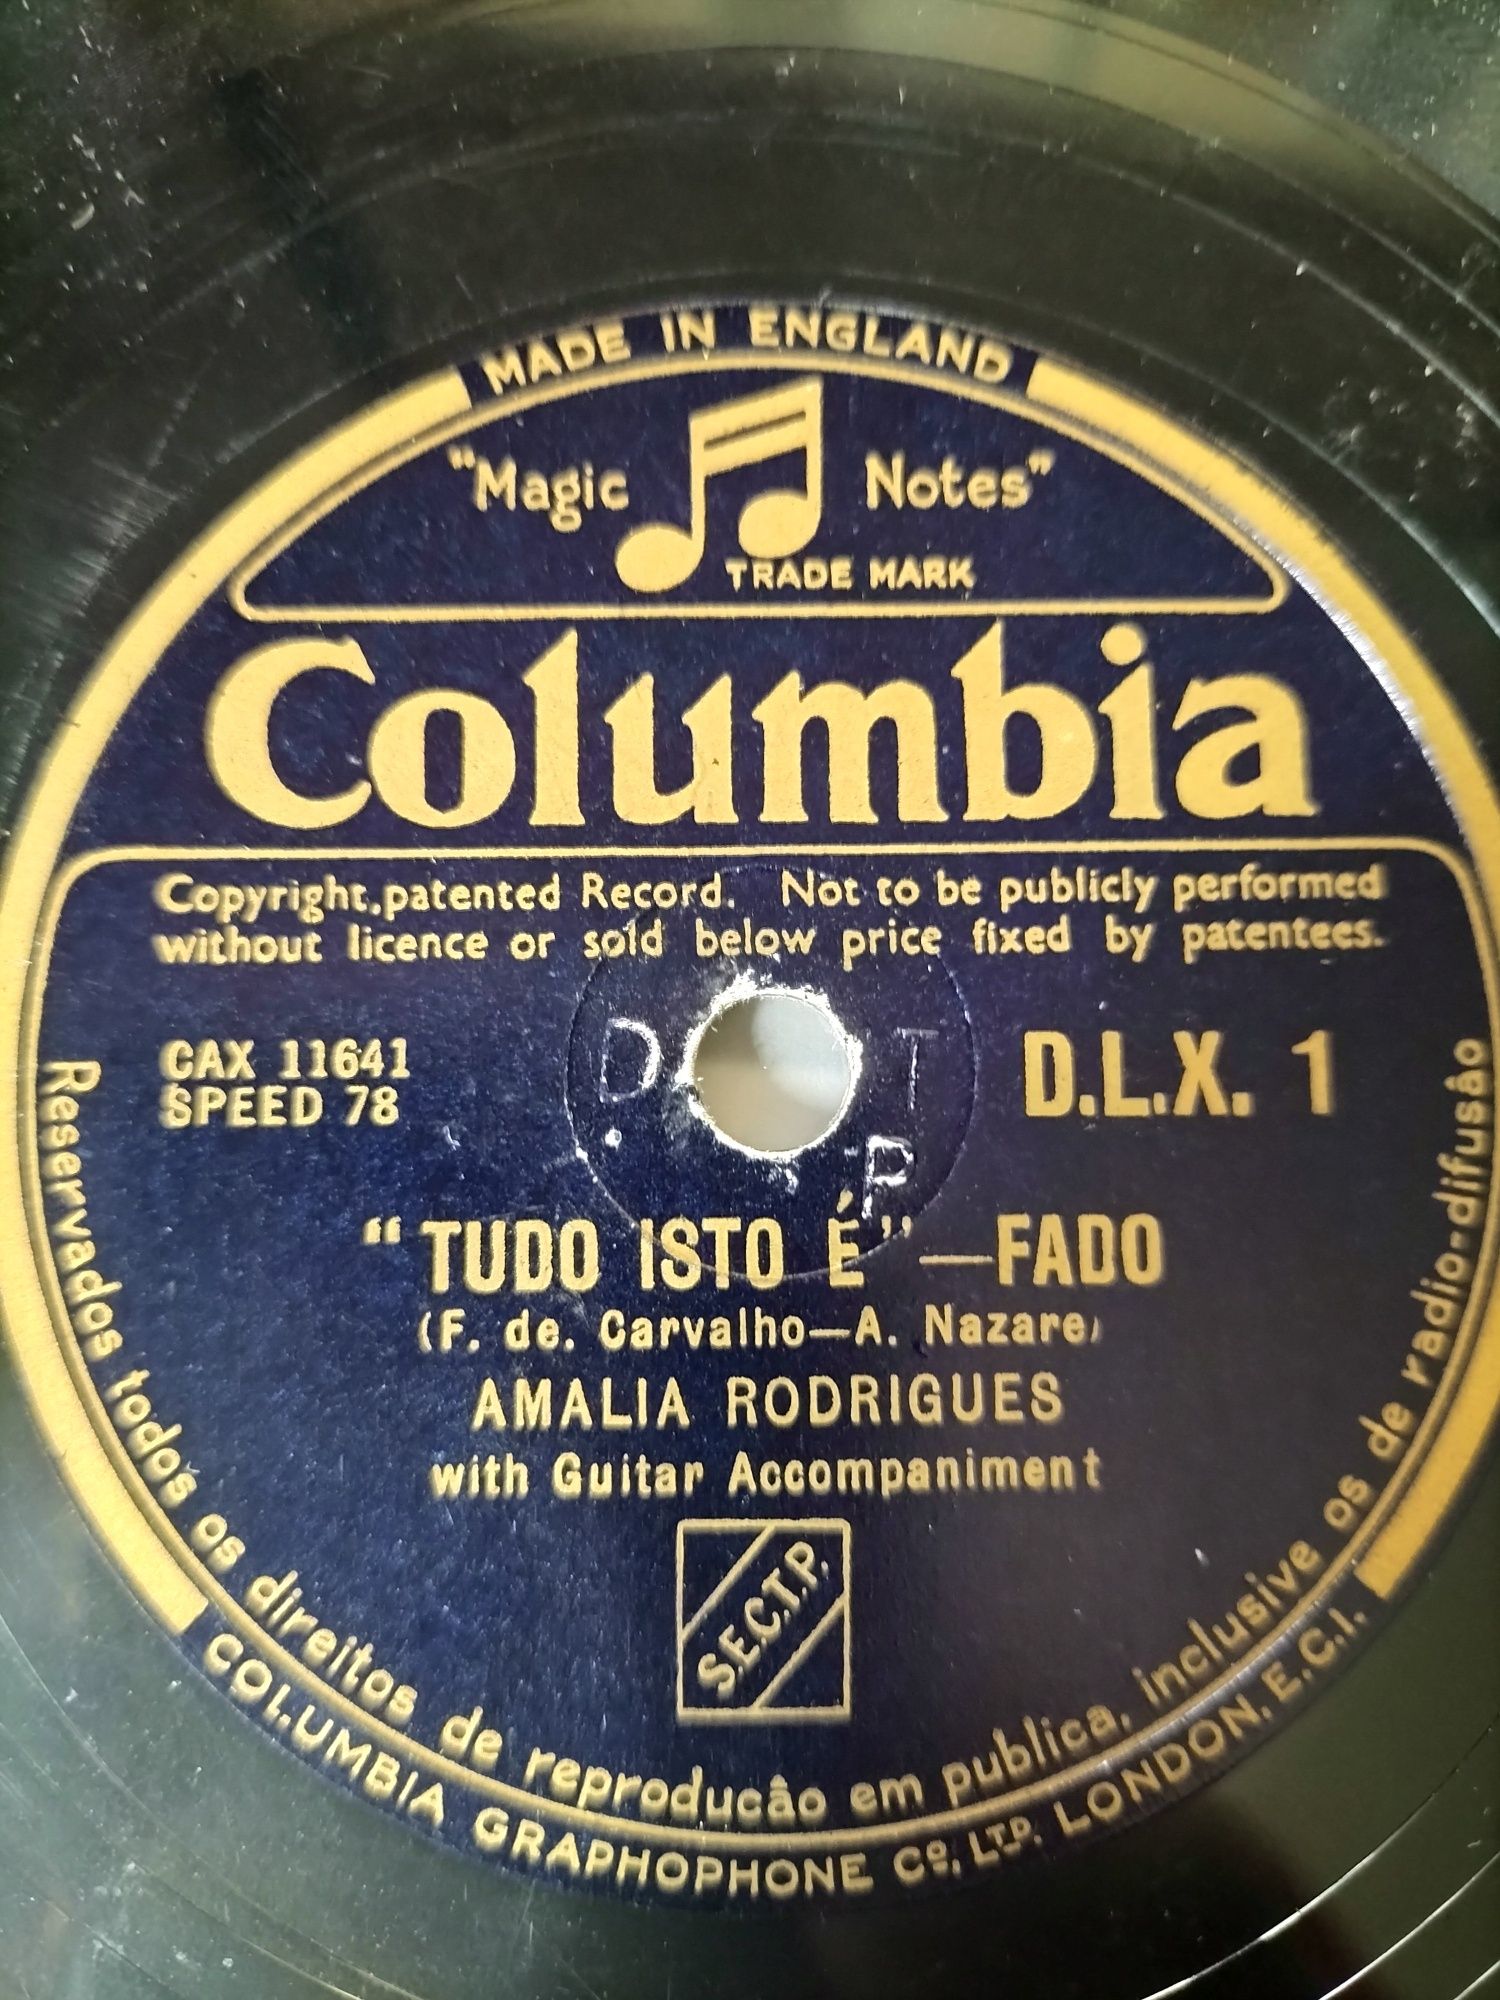 MADE IN ENGLAND
"Magic Notes"
TRADE MARK
Columbia
Copyright,patented Record. Not to be publicly performed
without licence or sold below price fixed by patentees.
CAX 11641
SPEED 78
D.L.X. 1
D T
P
"TUDO ISTO É"—FADO
(F. de. Carvalho—A. Nazare)
AMALIA RODRIGUES
with Guitar Accompaniment
S.E.C.T.P.
Reservados todos os direitos de reproducâo em publica, inclusive os de radio-difusâo
COLUMBIA GRAPHOPHONE Co. LTD. LONDON. E.C.1.